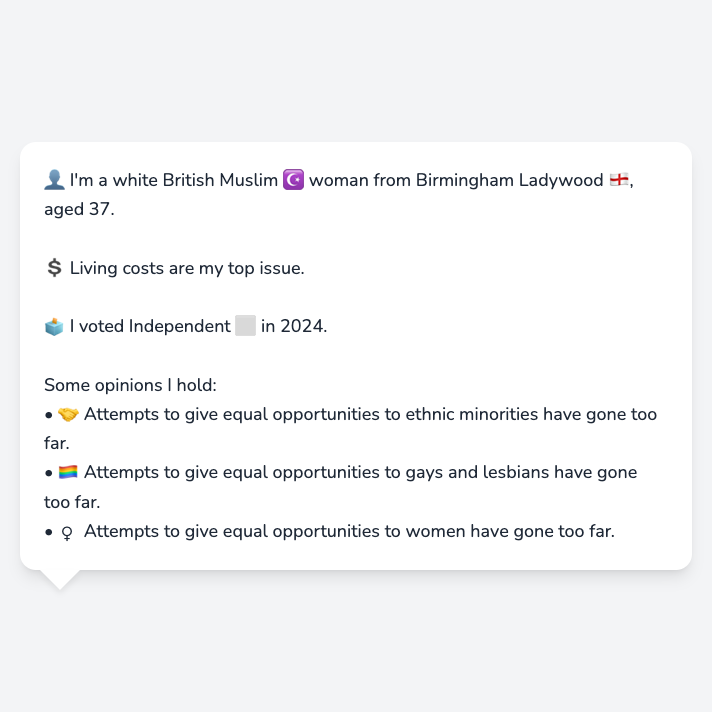 👤 I'm a white British Muslim ☪️ woman from Birmingham Ladywood 🏴󠁧󠁢󠁥󠁮󠁧󠁿,
aged 37.
💲 Living costs are my top issue.
🗳️ I voted Independent ⬜ in 2024.
Some opinions I hold:
• 🤝 Attempts to give equal opportunities to ethnic minorities have gone too
far.
• 🏳️‍🌈 Attempts to give equal opportunities to gays and lesbians have gone
too far.
• ♀ Attempts to give equal opportunities to women have gone too far.